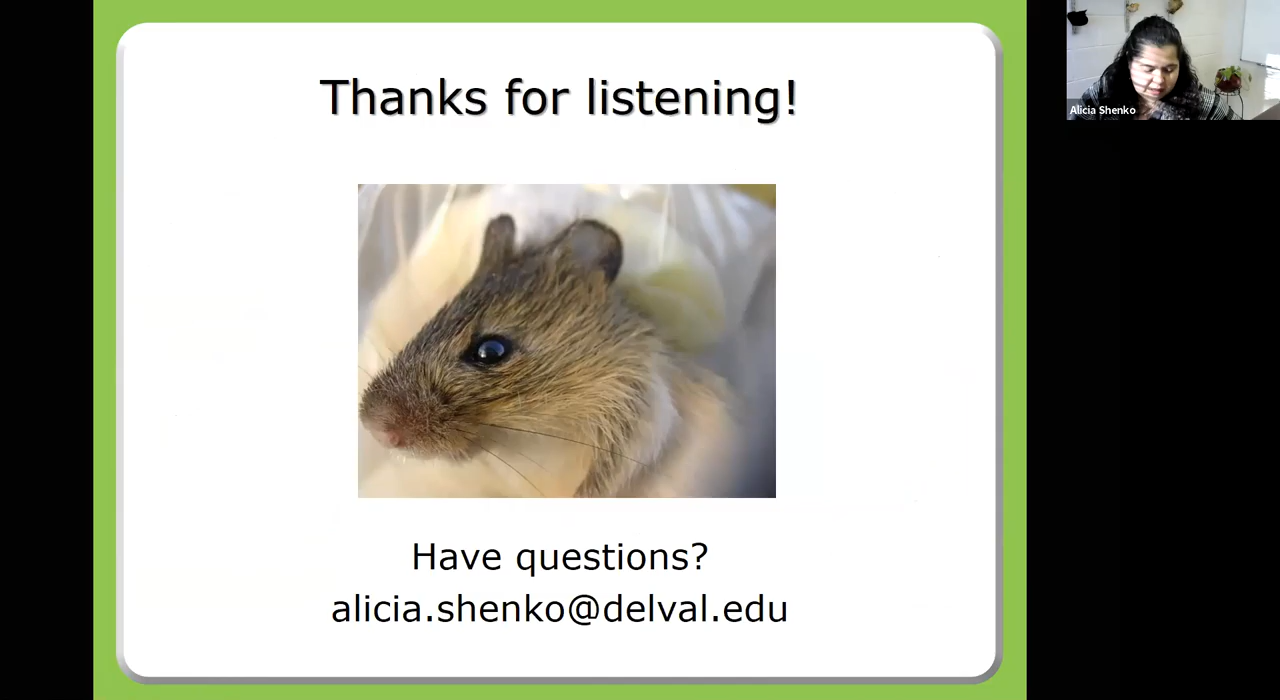 Thanks for listening!
Have questions?
alicia.shenko@delval.edu
Alicia Shenko